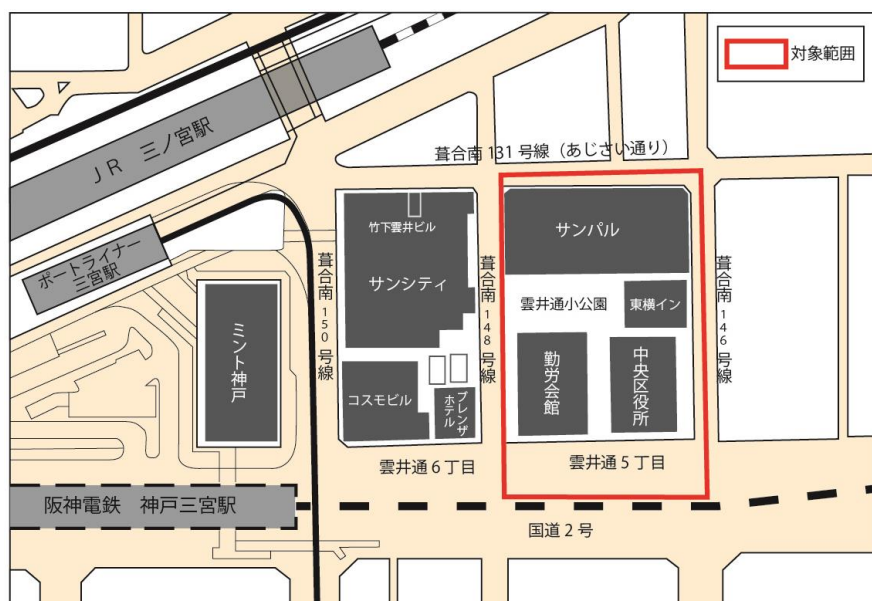 対象範囲
JR 三ノ宮駅
葺合南131号線（あじさい通り）
竹下雲井ビル
サンシティ
サンパル
ポートライナー
三宮駅
葺合南150号線
葺合南148号線
葺合南146号線
雲井通小公園
東横イン
ミント神戸
勤労会館
中央区役所
コスモビル
ブレンザ
ホテル
雲井通6丁目
雲井通5丁目
阪神電鉄 神戸三宮駅
国道2号